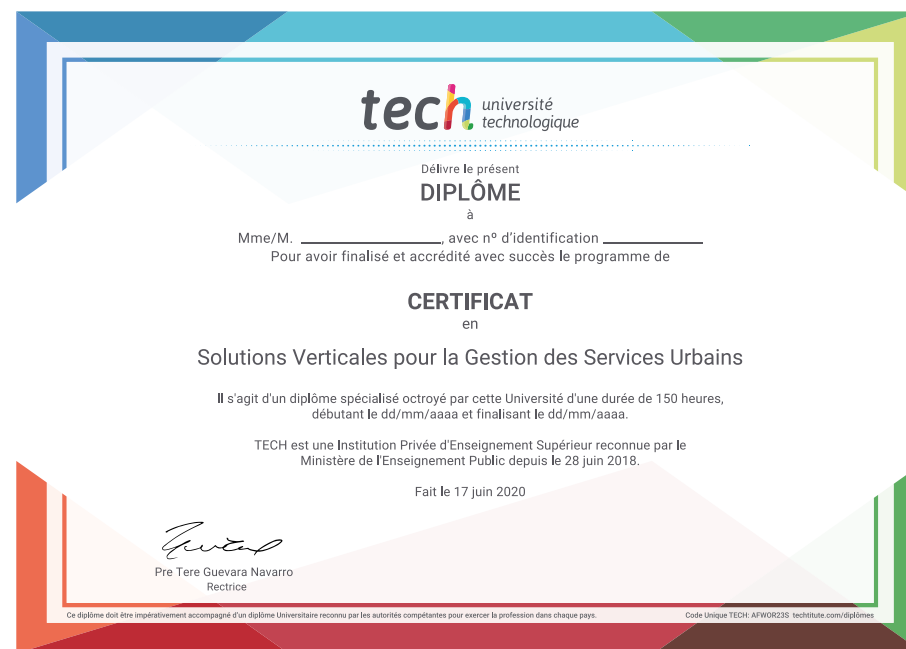 tech université
technologique
Délivre le présent
DIPLÔME
à
Mme/M. ____________________, avec nº d'identification ______________
Pour avoir finalisé et accrédité avec succès le programme de
CERTIFICAT
en
Solutions Verticales pour la Gestion des Services Urbains
Il s'agit d'un diplôme spécialisé octroyé par cette Université d'une durée de 150 heures,
débutant le dd/mm/aaaa et finalisant le dd/mm/aaaa.
TECH est une Institution Privée d'Enseignement Supérieur reconnue par le
Ministère de l'Enseignement Public depuis le 28 juin 2018.
Fait le 17 juin 2020
Pre Tere Guevara Navarro
Rectrice
Ce diplôme doit être impérativement accompagné d'un diplôme Universitaire reconnu par les autorités compétentes pour exercer la profession dans chaque pays. Code Unique TECH: AFWOR23S techtitute.com/diplômes